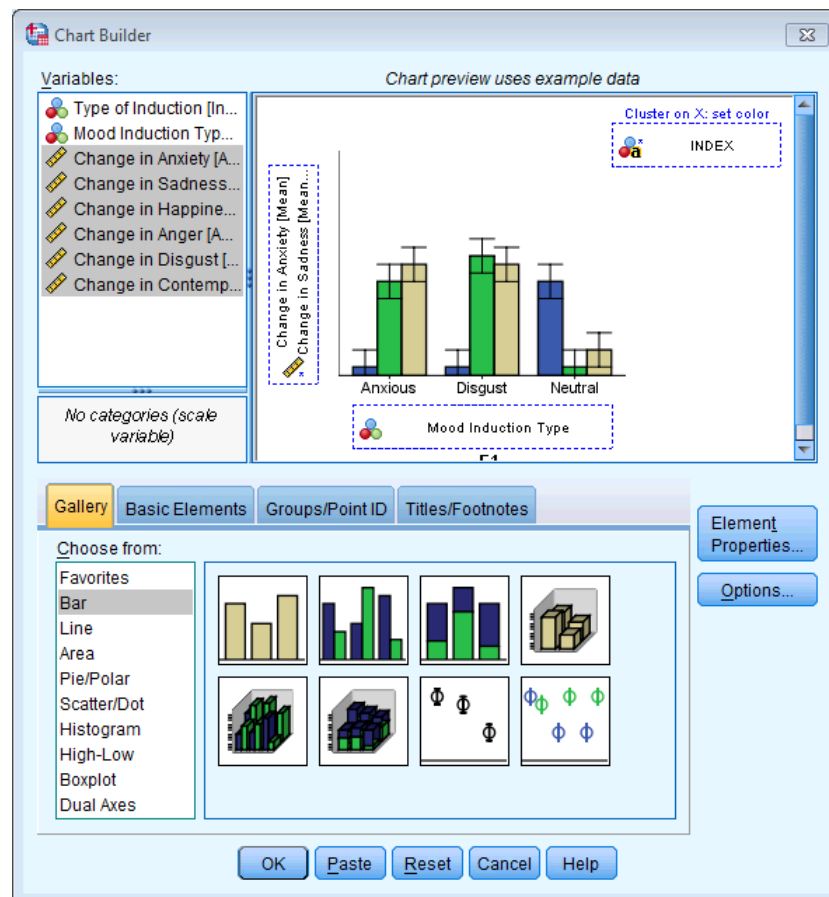 Chart Builder
Variables:
Chart preview uses example data
Type of Induction [In...
Mood Induction Typ...
Change in Anxiety [A...
Change in Sadness...
Change in Happine...
Change in Anger [A...
Change in Disgust [...
Change in Contemp...
No categories (scale
variable)
Cluster on X: set color
a
INDEX
Change in Anxiety [Mean]
Change in Sadness [Mean...
Anxious Disgust Neutral
Mood Induction Type
Gallery Basic Elements Groups/Point ID Titles/Footnotes
Choose from:
Favorites
Bar
Line
Area
Pie/Polar
Scatter/Dot
Histogram
High-Low
Boxplot
Dual Axes
Element
Properties...
Options...
OK Paste Reset Cancel Help